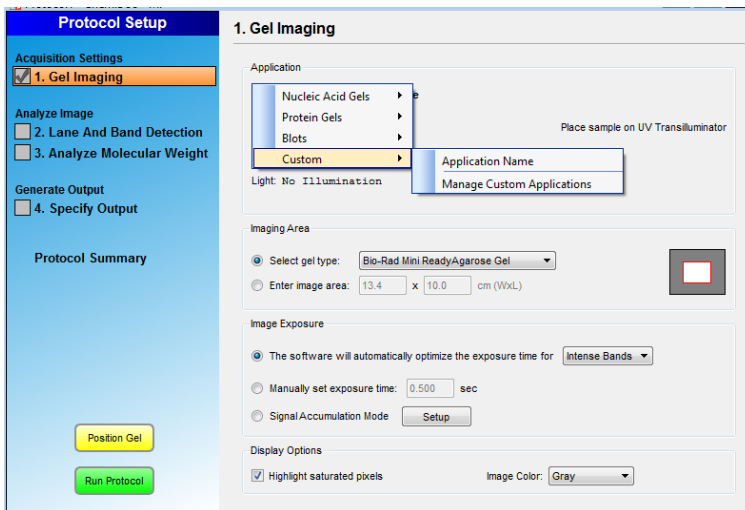 Protocol Setup
Acquisition Settings
1. Gel Imaging
Analyze Image
2. Lane And Band Detection
3. Analyze Molecular Weight
Generate Output
4. Specify Output
Protocol Summary
Position Gel
Run Protocol
1. Gel Imaging
Application
Nucleic Acid Gels
Protein Gels
Blots
Custom
Application Name
Manage Custom Applications
Place sample on UV Transilluminator
Light: No Illumination
Imaging Area
Select gel type: Bio-Rad Mini ReadyAgarose Gel
Enter image area: 13.4 x 10.0 cm (WxL)
Image Exposure
The software will automatically optimize the exposure time for Intense Bands
Manually set exposure time: 0.500 sec
Signal Accumulation Mode Setup
Display Options
Highlight saturated pixels Image Color: Gray